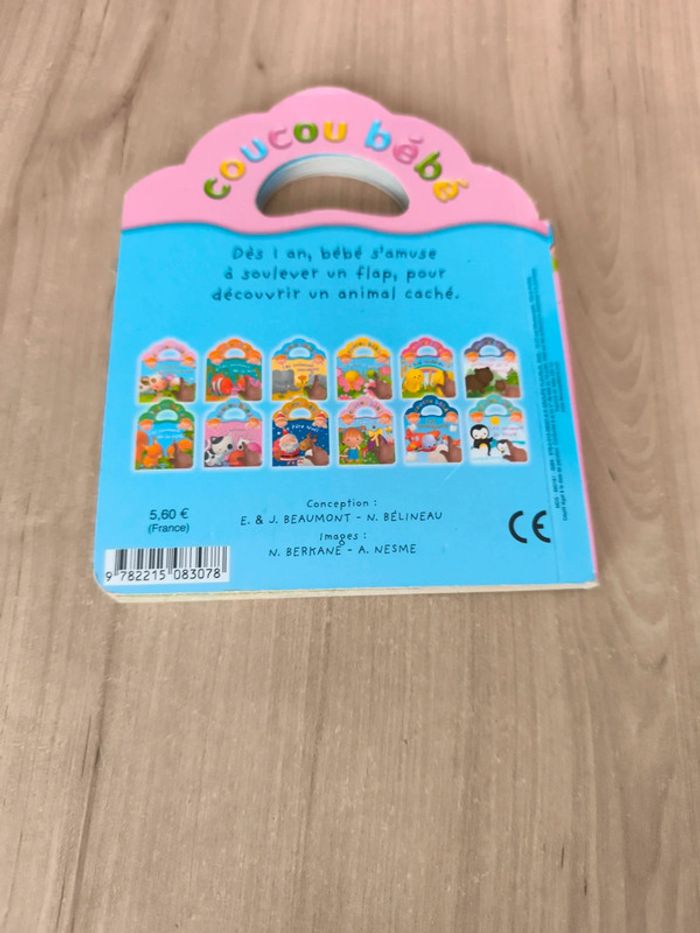 coucou bébé
Dès 1 an, bébé s'amuse
à soulever un flap, pour
découvrir un animal caché.
5,60 €
(France)
Conception :
E. & J. BEAUMONT - N. BÉLINEAU
Images :
N. BERKANE - A. NESME
CE
9 782215 083078